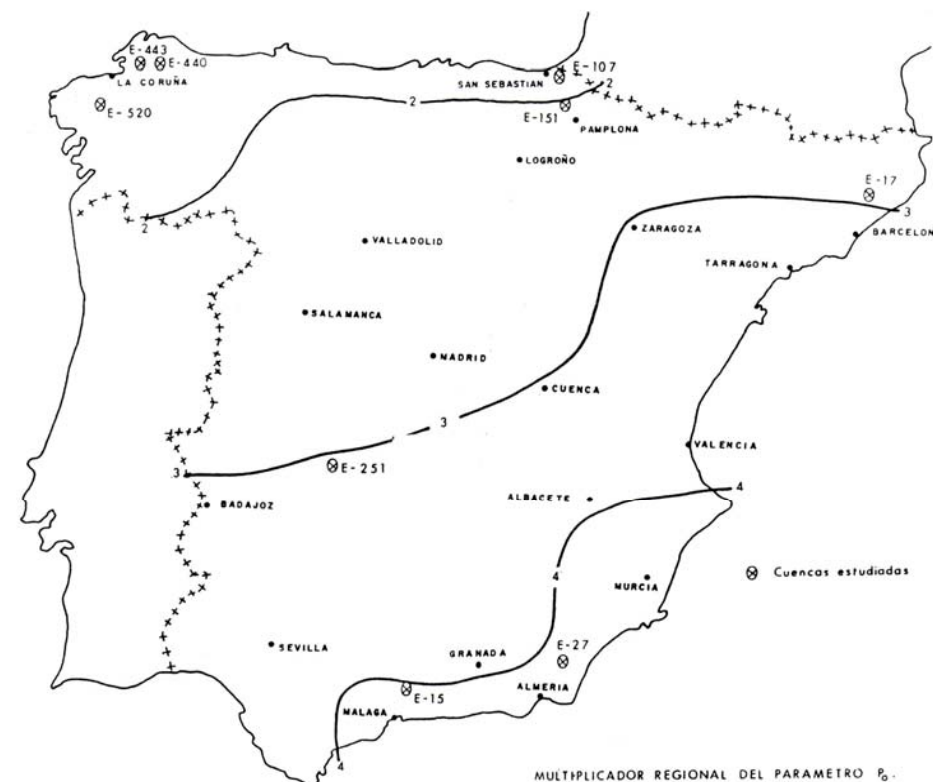 E-443
E-440
LA CORUÑA
E-520
SAN SEBASTIAN
E-107
2
2
E-151
PAMPLONA
LOGROÑO
E-17
2
3
VALLADOLID
ZARAGOZA
BARCELON
TARRAGONA
SALAMANCA
MADRID
CUENCA
3
VALENCIA
3
E-251
4
BADAJOZ
ALBACETE
4
Cuencas estudiadas
MURCIA
SEVILLA
GRANADA
E-27
E-15
ALMERIA
MALAGA
4
MULTIPLICADOR REGIONAL DEL PARAMETRO Pₒ.